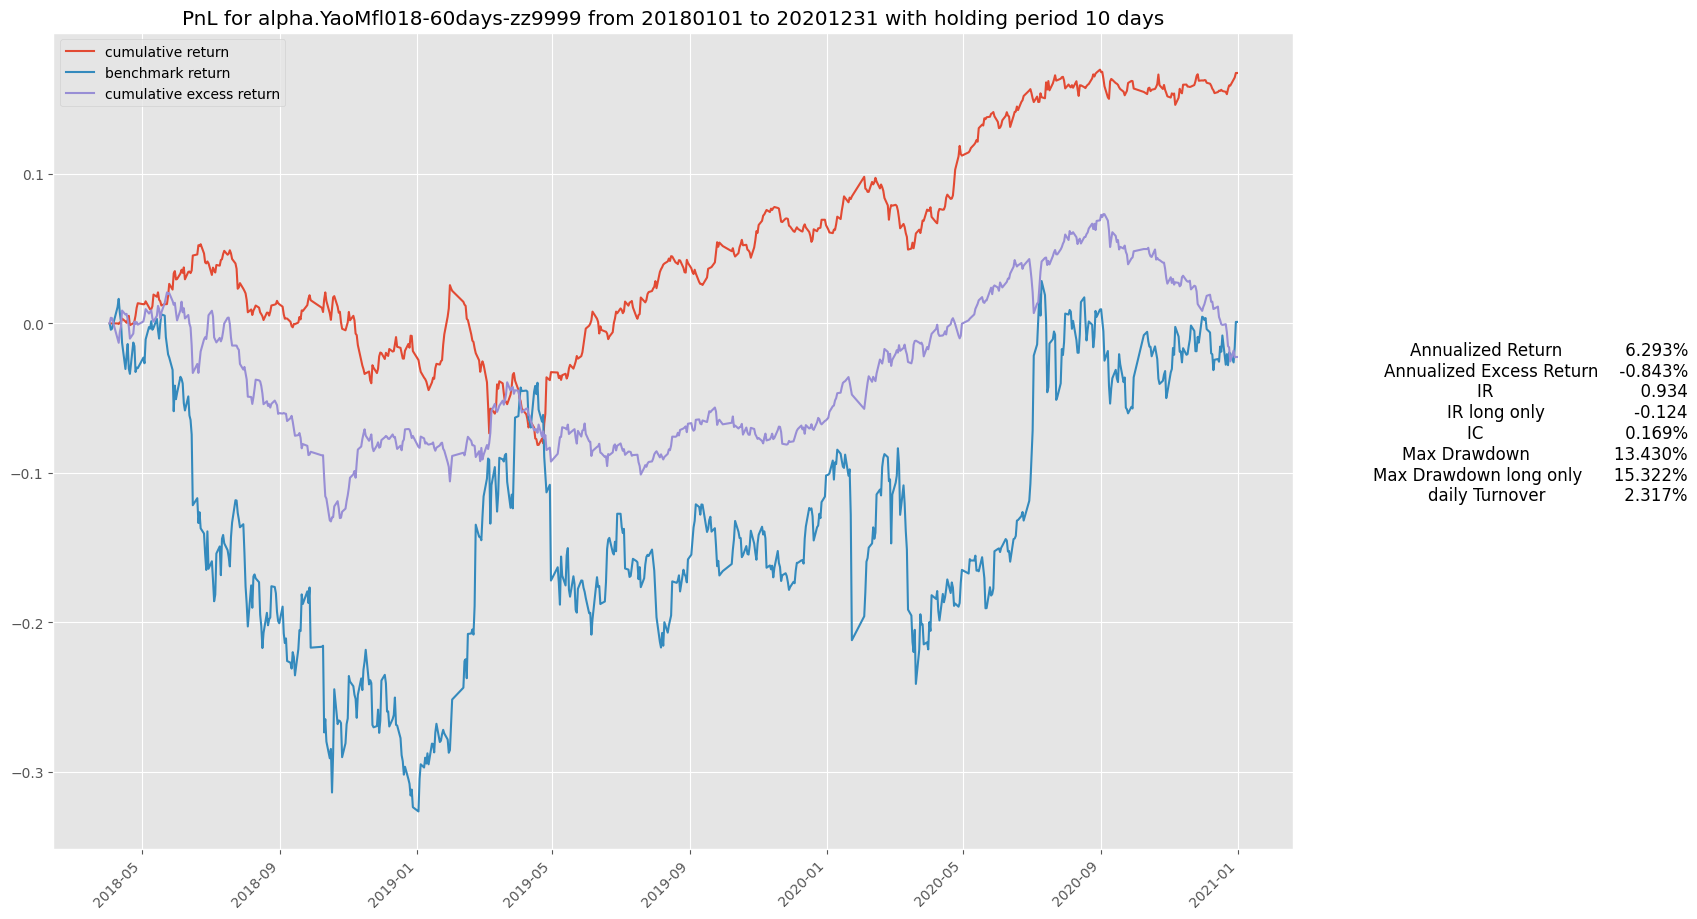 PnL for alpha.YaoMfl018-60days-zz9999 from 20180101 to 20201231 with holding period 10 days
cumulative return
benchmark return
cumulative excess return
0.1
0.0
−0.1
−0.2
−0.3
2018-05
2018-09
2019-01
2019-05
2019-09
2020-01
2020-05
2020-09
2021-01
Annualized Return 6.293%
Annualized Excess Return -0.843%
IR 0.934
IR long only -0.124
IC 0.169%
Max Drawdown 13.430%
Max Drawdown long only 15.322%
daily Turnover 2.317%